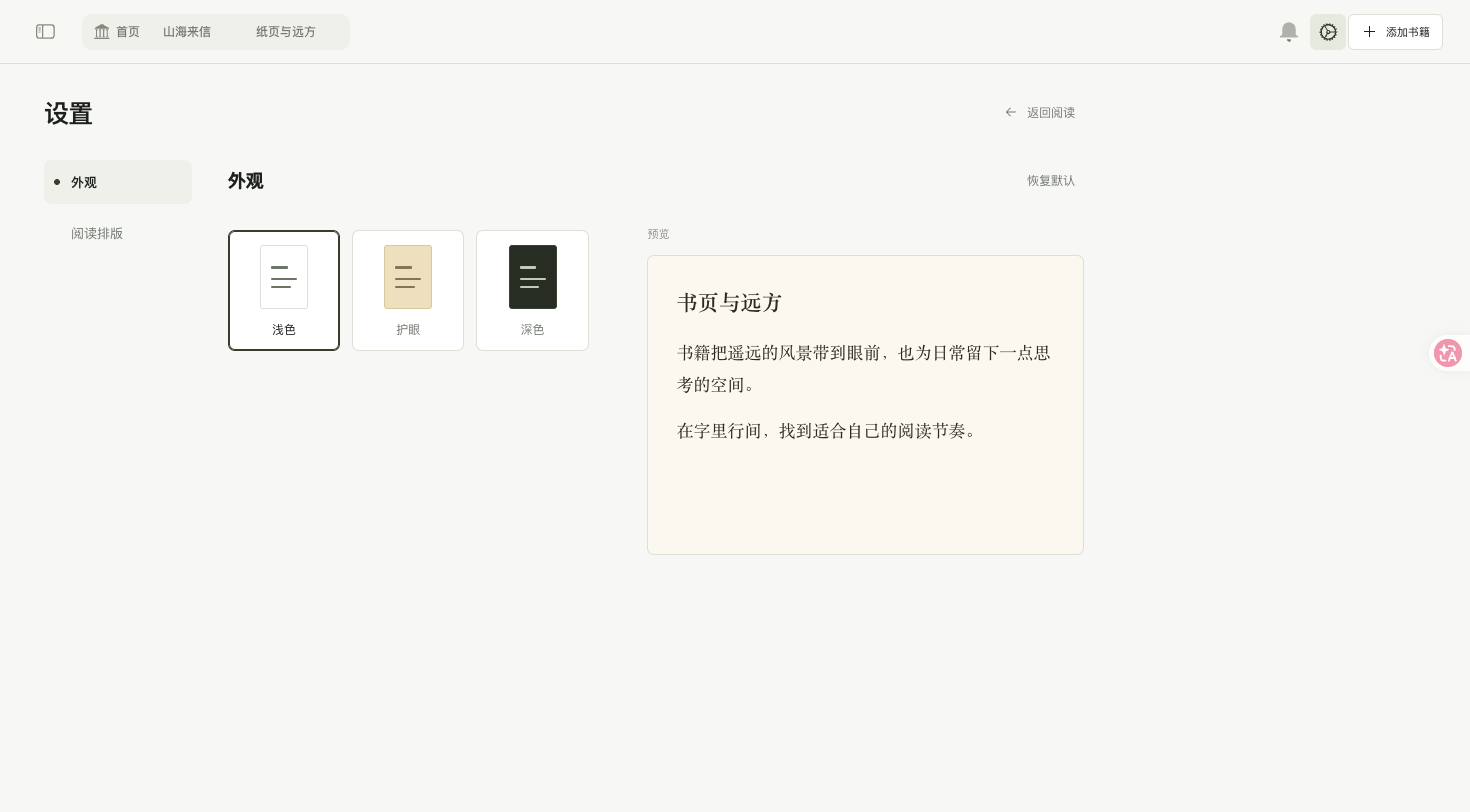 首页 山海来信 纸页与远方 添加书籍
设置 返回阅读
外观 外观 恢复默认
阅读排版 预览
浅色 护眼 深色
书页与远方
书籍把遥远的风景带到眼前，也为日常留下一点思
考的空间。
在字里行间，找到适合自己的阅读节奏。
A